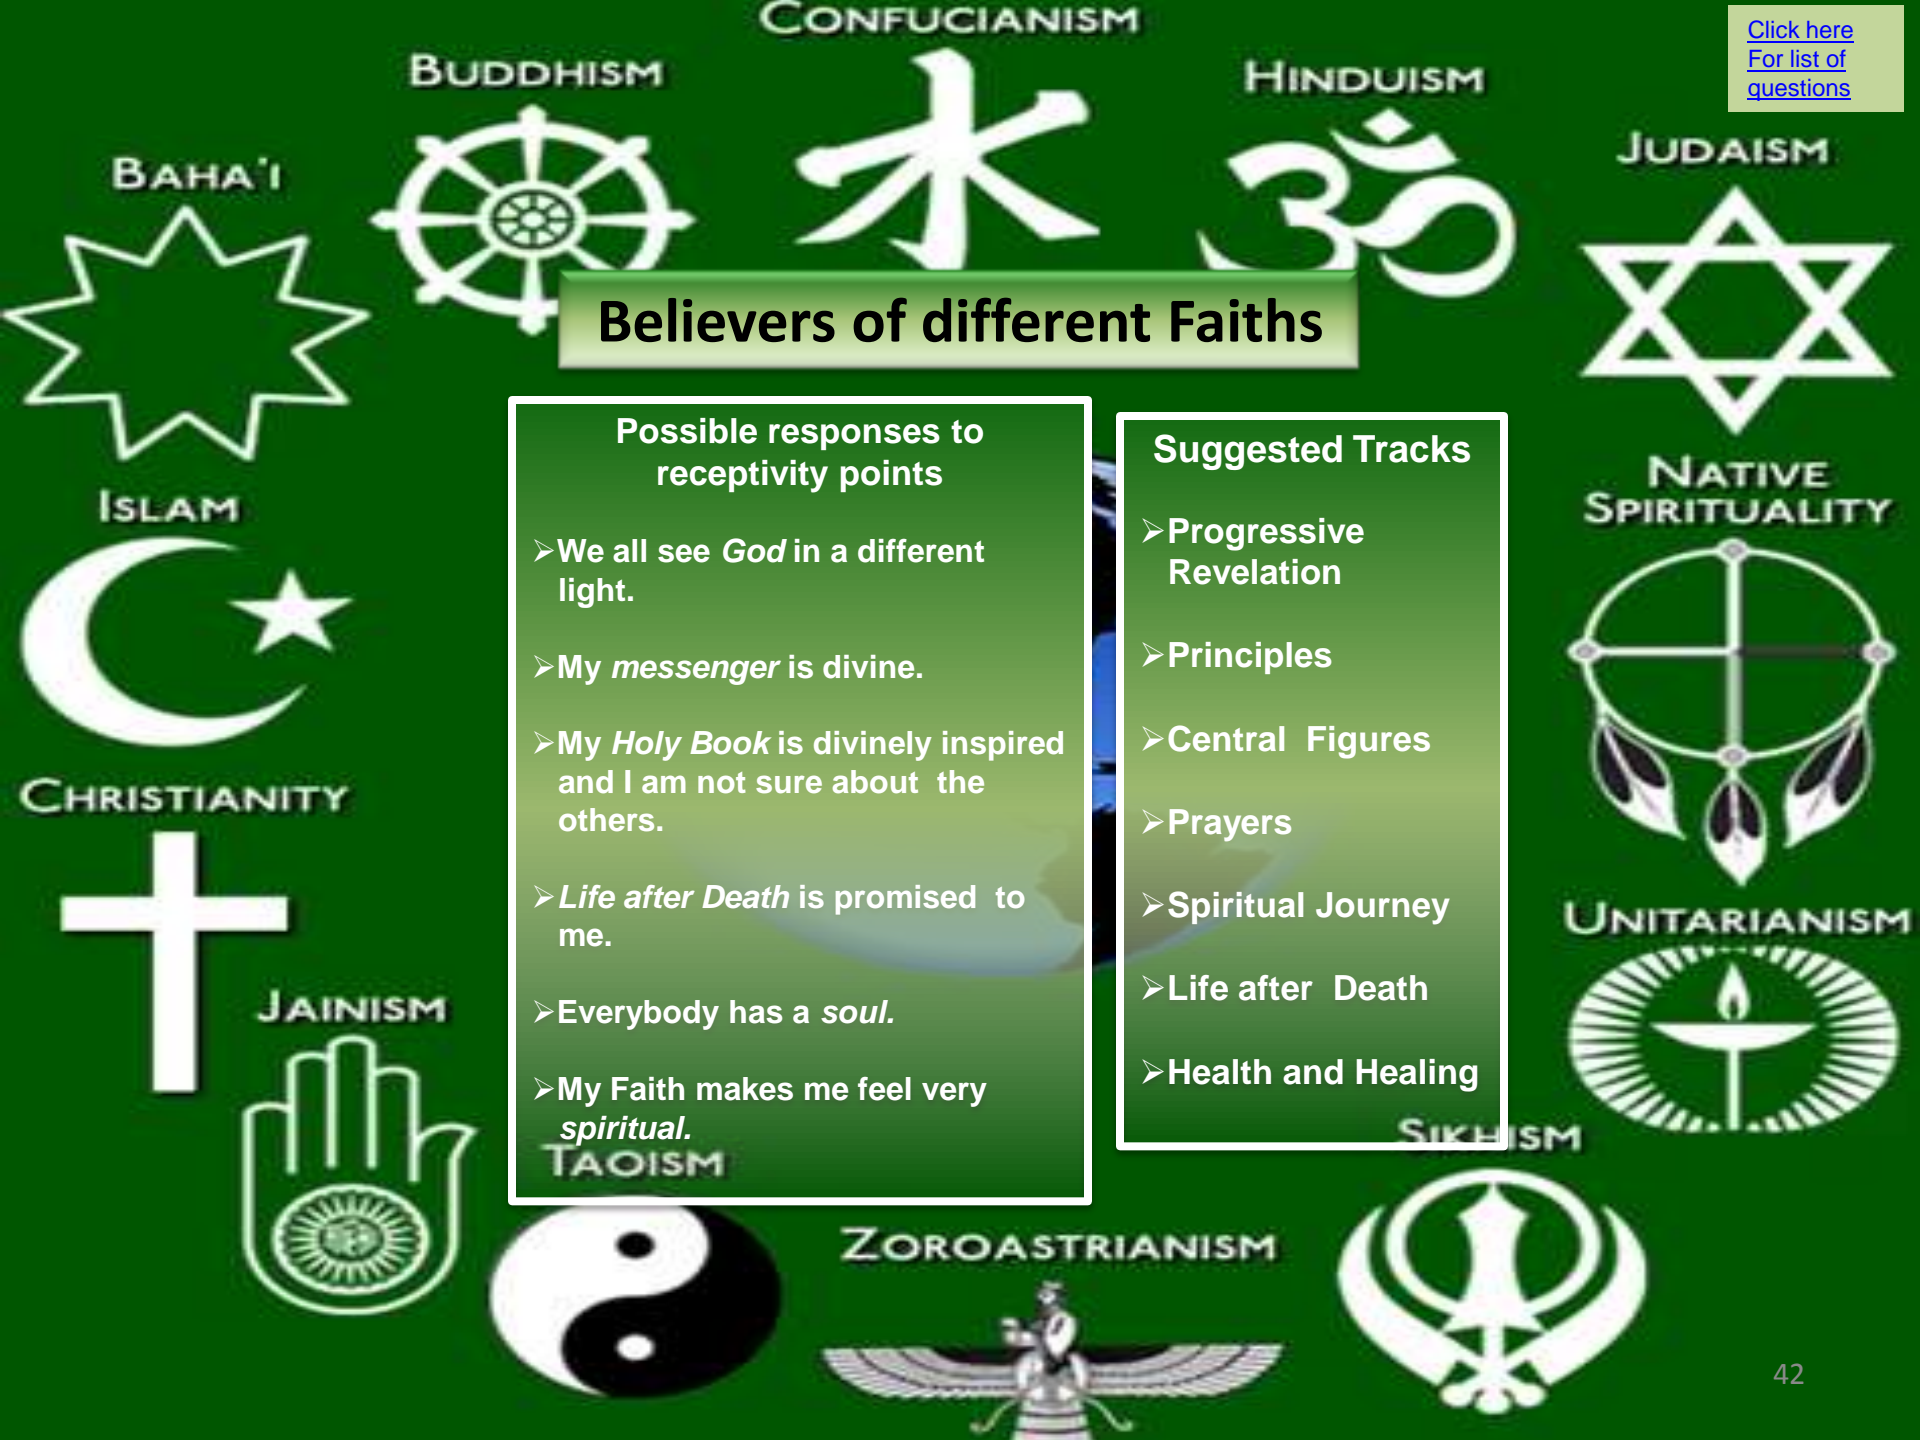 CONFUCIANISM
Click here
For list of
questions
BUDDHISM
HINDUISM
JUDAISM
BAHA'I
Believers of different Faiths
Possible responses to
receptivity points
➢We all see God in a different
light.
➢My messenger is divine.
➢My Holy Book is divinely inspired
and I am not sure about the
others.
➢Life after Death is promised to
me.
➢Everybody has a soul.
➢My Faith makes me feel very
spiritual.
Suggested Tracks
➢Progressive
Revelation
➢Principles
➢Central Figures
➢Prayers
➢Spiritual Journey
➢Life after Death
➢Health and Healing
NATIVE
SPIRITUALITY
ISLAM
CHRISTIANITY
UNITARIANISM
JAINISM
SIKHISM
TAOISM
ZOROASTRIANISM
42